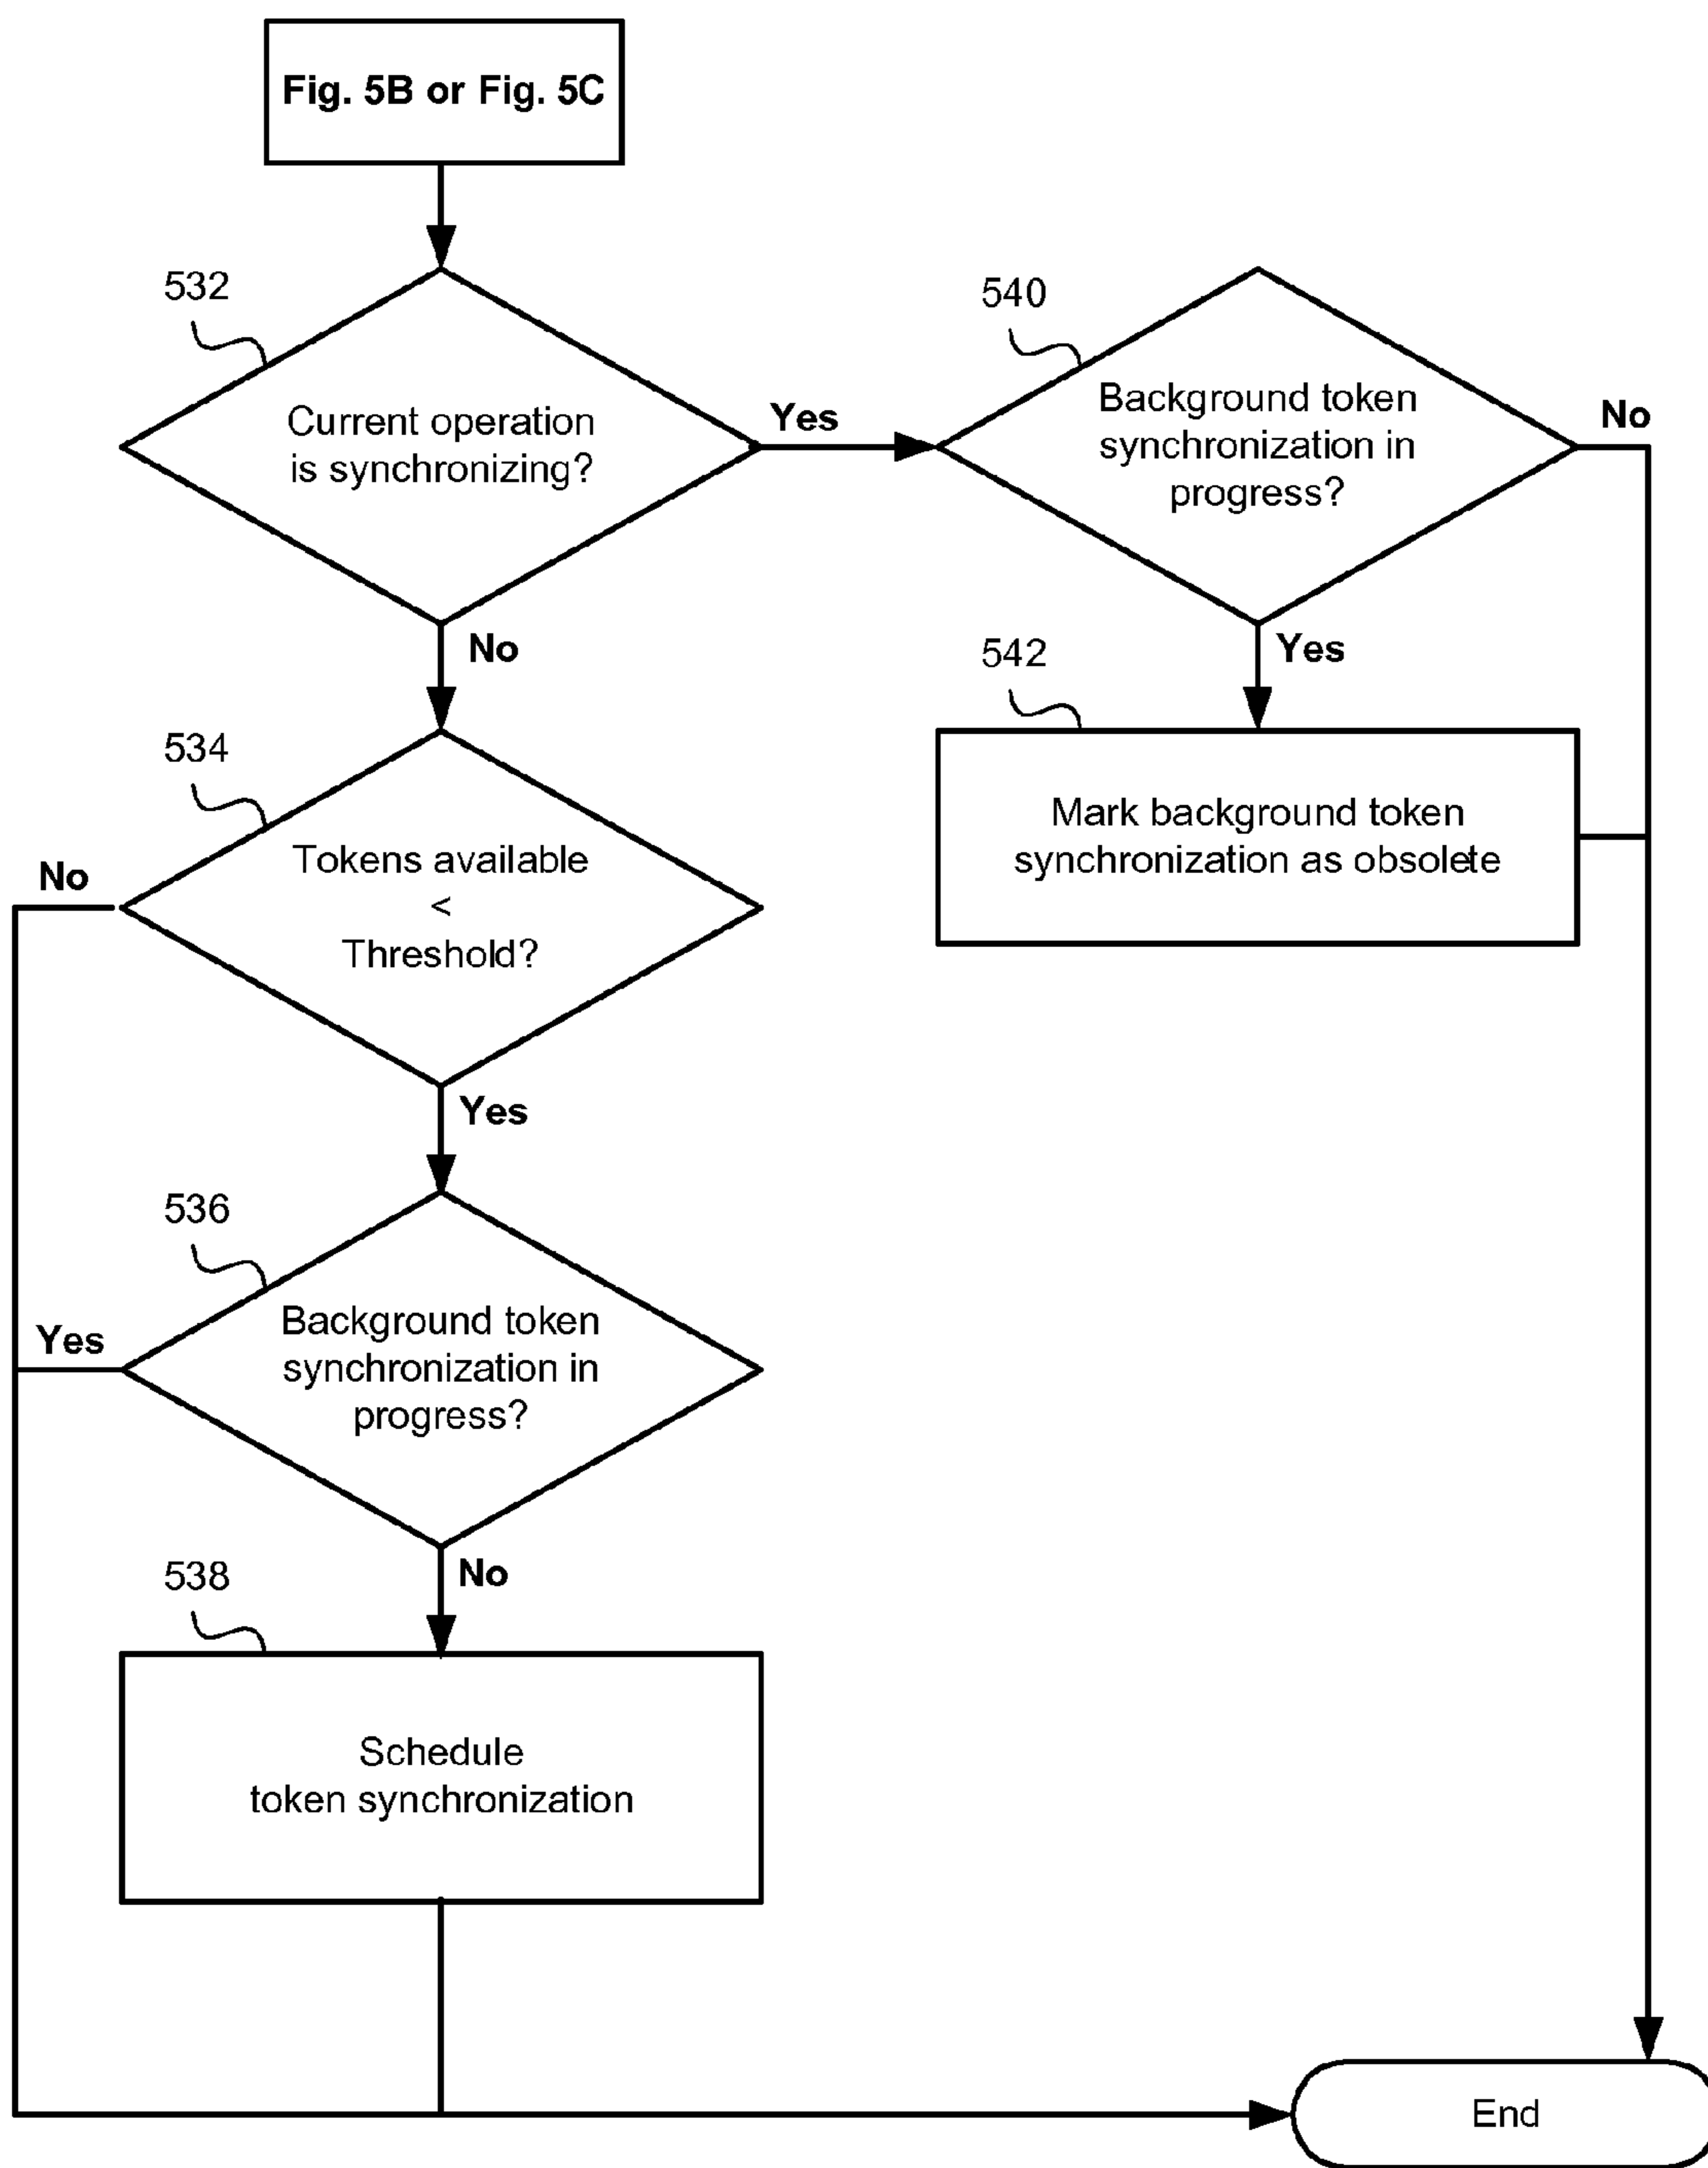 Fig. 5B or Fig. 5C
532
Current operation
is synchronizing?
Yes
No
540
Background token
synchronization in
progress?
No
Yes
542
Mark background token
synchronization as obsolete
534
Tokens available
<
Threshold?
No
Yes
536
Background token
synchronization in
progress?
Yes
No
538
Schedule
token synchronization
End